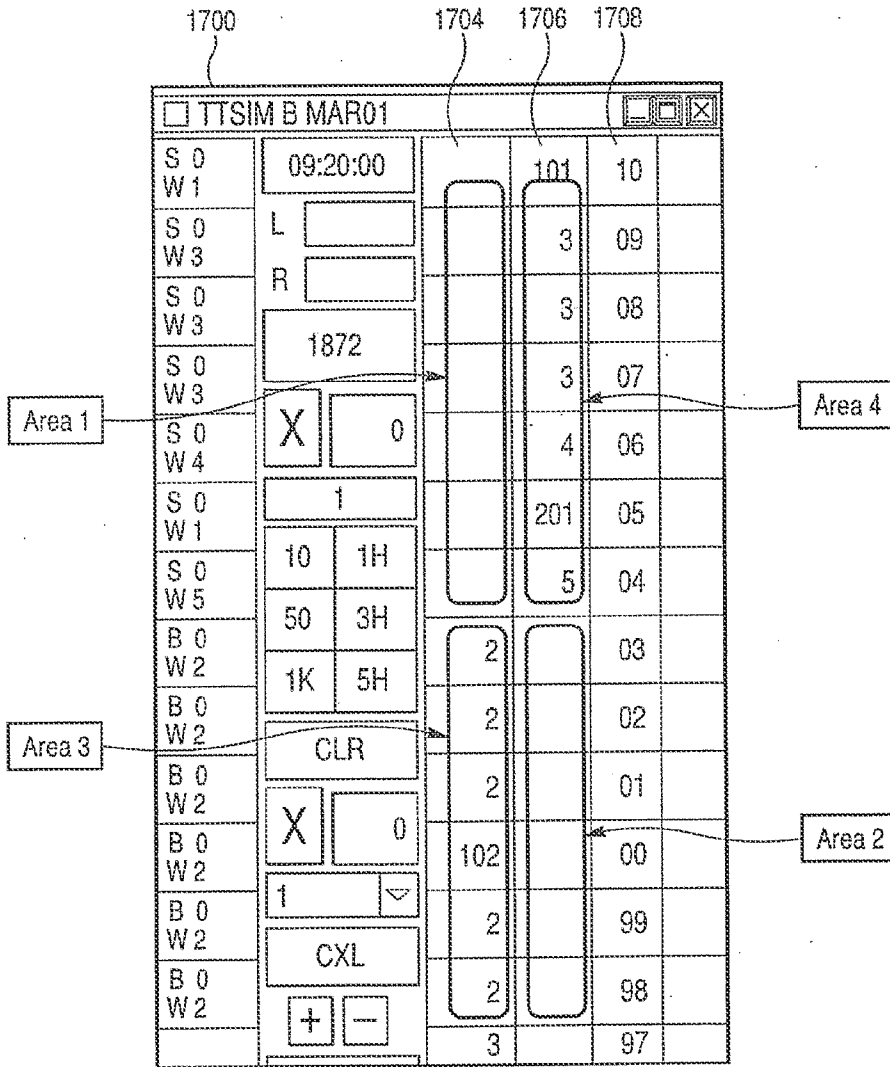 1700 1704 1706 1708
TTSIM B MAR01
S 0 09:20:00 101 10
W 1
S 0 L 3 09
W 3
S 0 R 3 08
W 3
1872
S 0 3 07
W 3
Area 1 Area 4
X 0
S 0 4 06
W 4
1
S 0 201 05
W 1
10 1H
S 0 5 04
W 5
50 3H
B 0 2 03
W 2
1K 5H
B 0 2 02
W 2
Area 3 CLR
B 0 2 01
W 2
X 0
B 0 102 00 Area 2
W 2
1
B 0 2 99
W 2
CXL
B 0 2 98
W 2
+ −
3 97